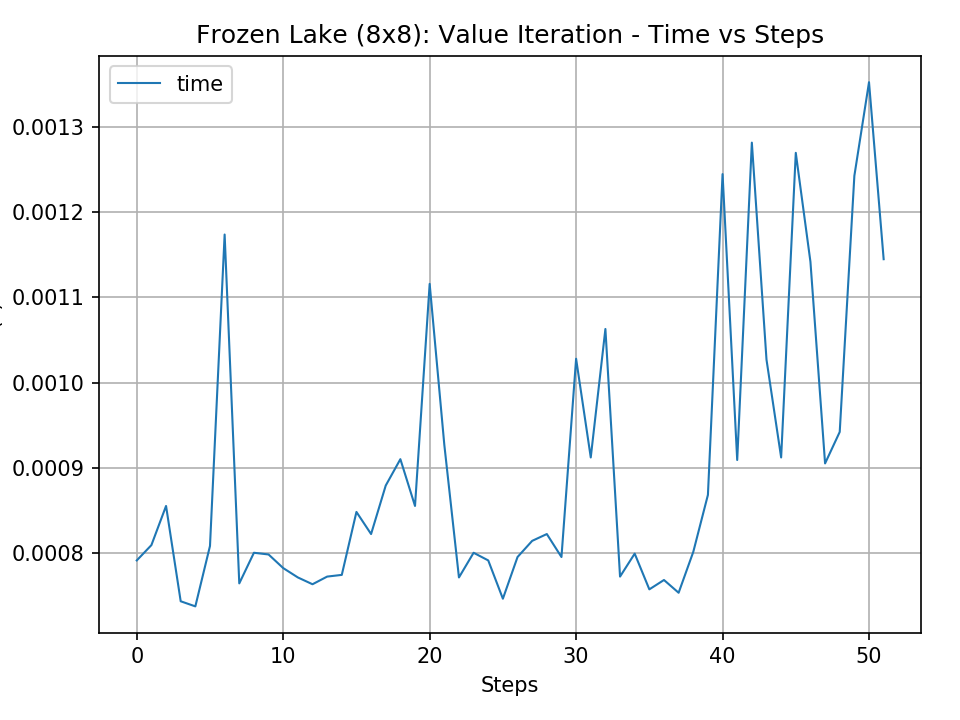 Frozen Lake (8x8): Value Iteration - Time vs Steps
time
0.0013
0.0012
0.0011
0.0010
0.0009
0.0008
0 10 20 30 40 50
Steps